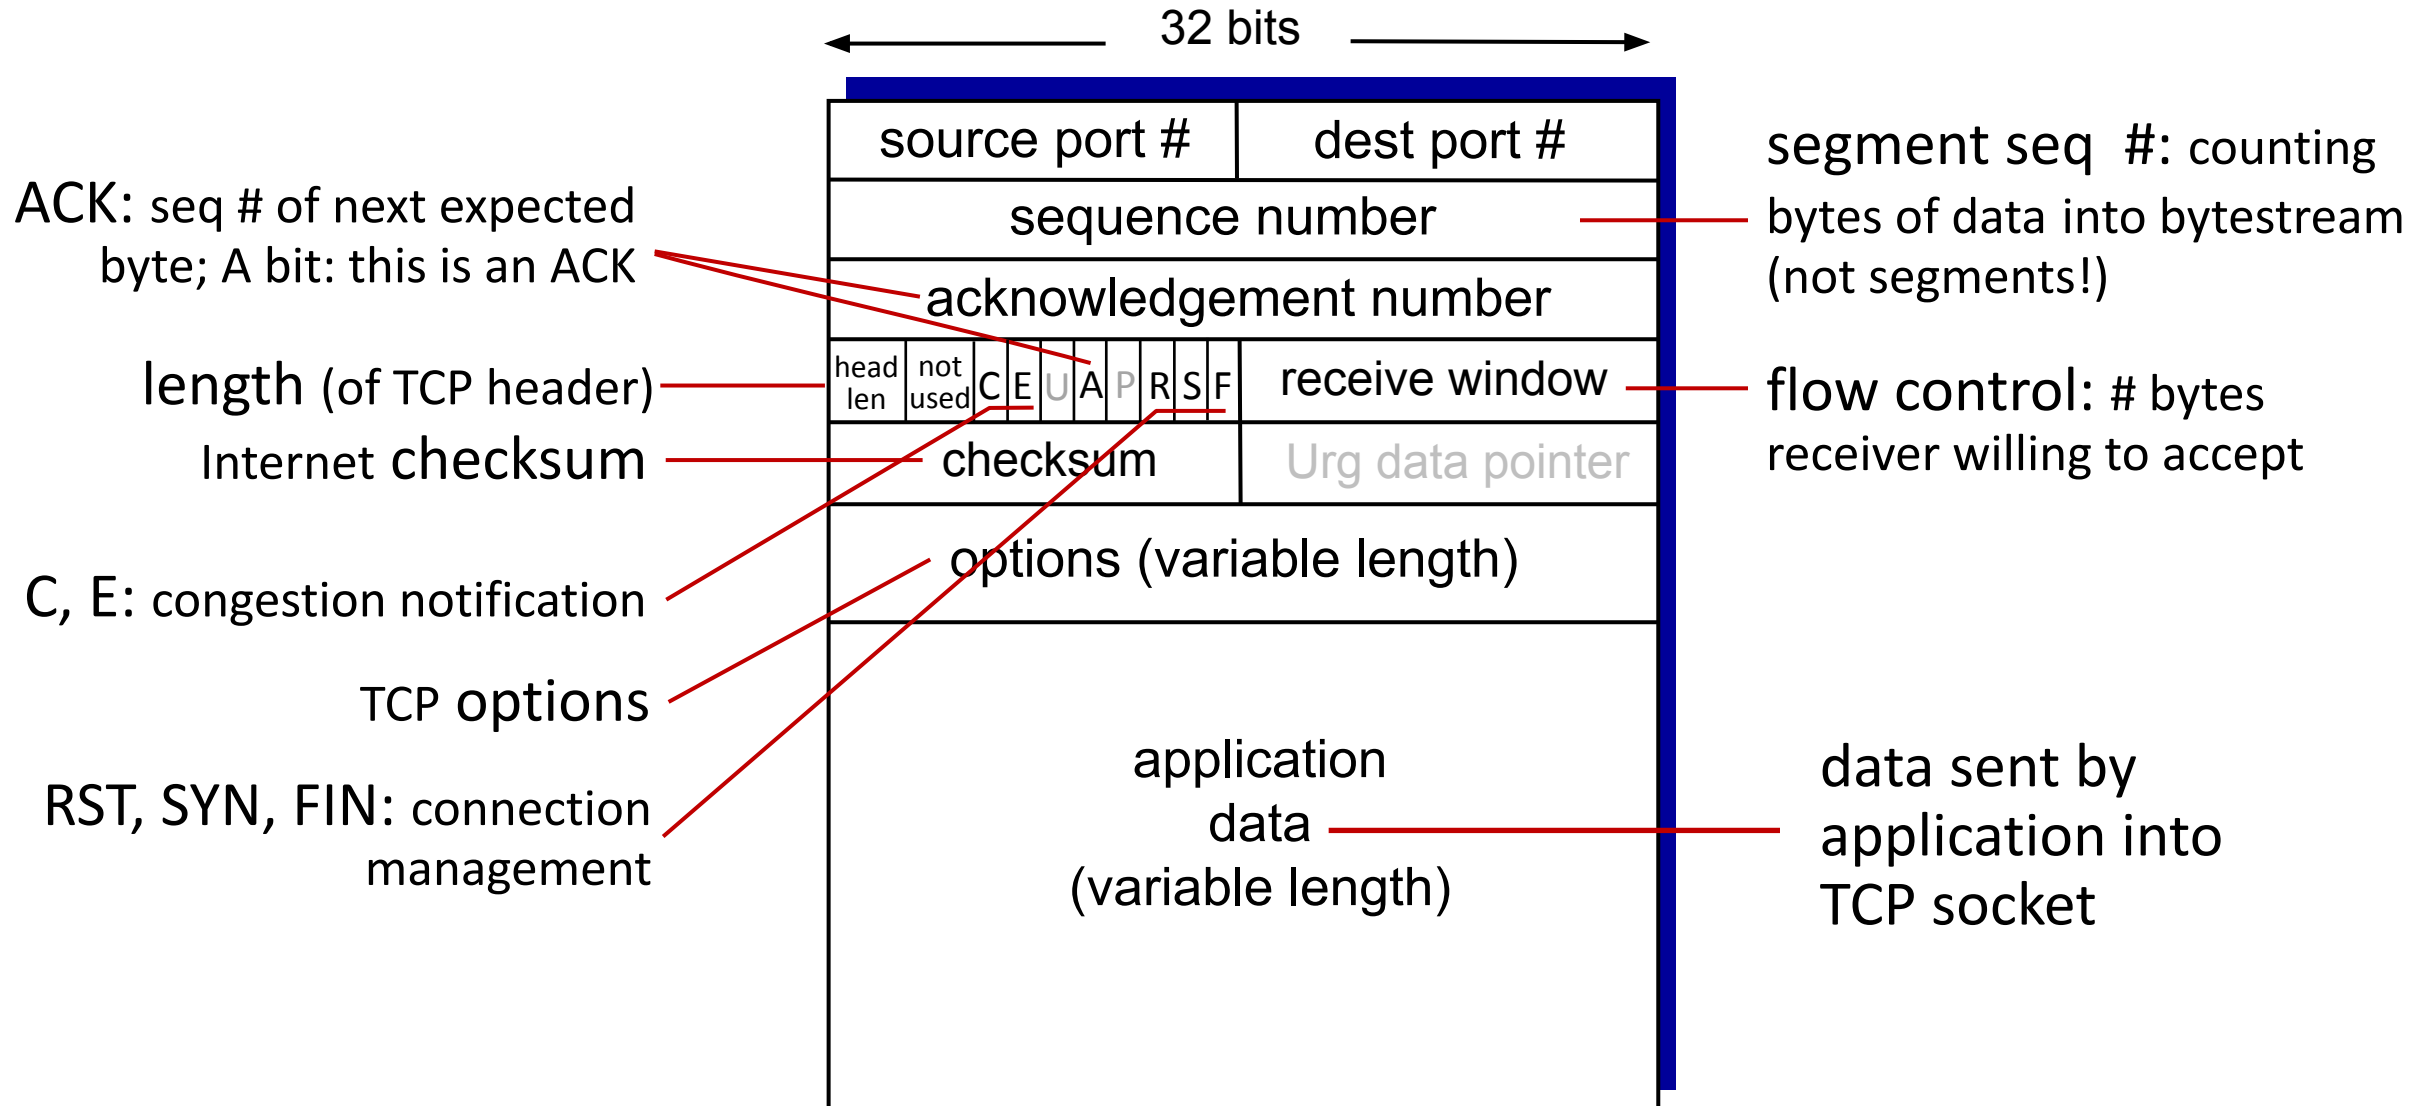 32 bits
source port #
dest port #
sequence number
acknowledgement number
head
len
not
used
C E U A P R S F
receive window
checksum
Urg data pointer
options (variable length)
application
data
(variable length)
ACK: seq # of next expected
byte; A bit: this is an ACK
length (of TCP header)
Internet checksum
C, E: congestion notification
TCP options
RST, SYN, FIN: connection
management
segment seq #: counting
bytes of data into bytestream
(not segments!)
flow control: # bytes
receiver willing to accept
data sent by
application into
TCP socket